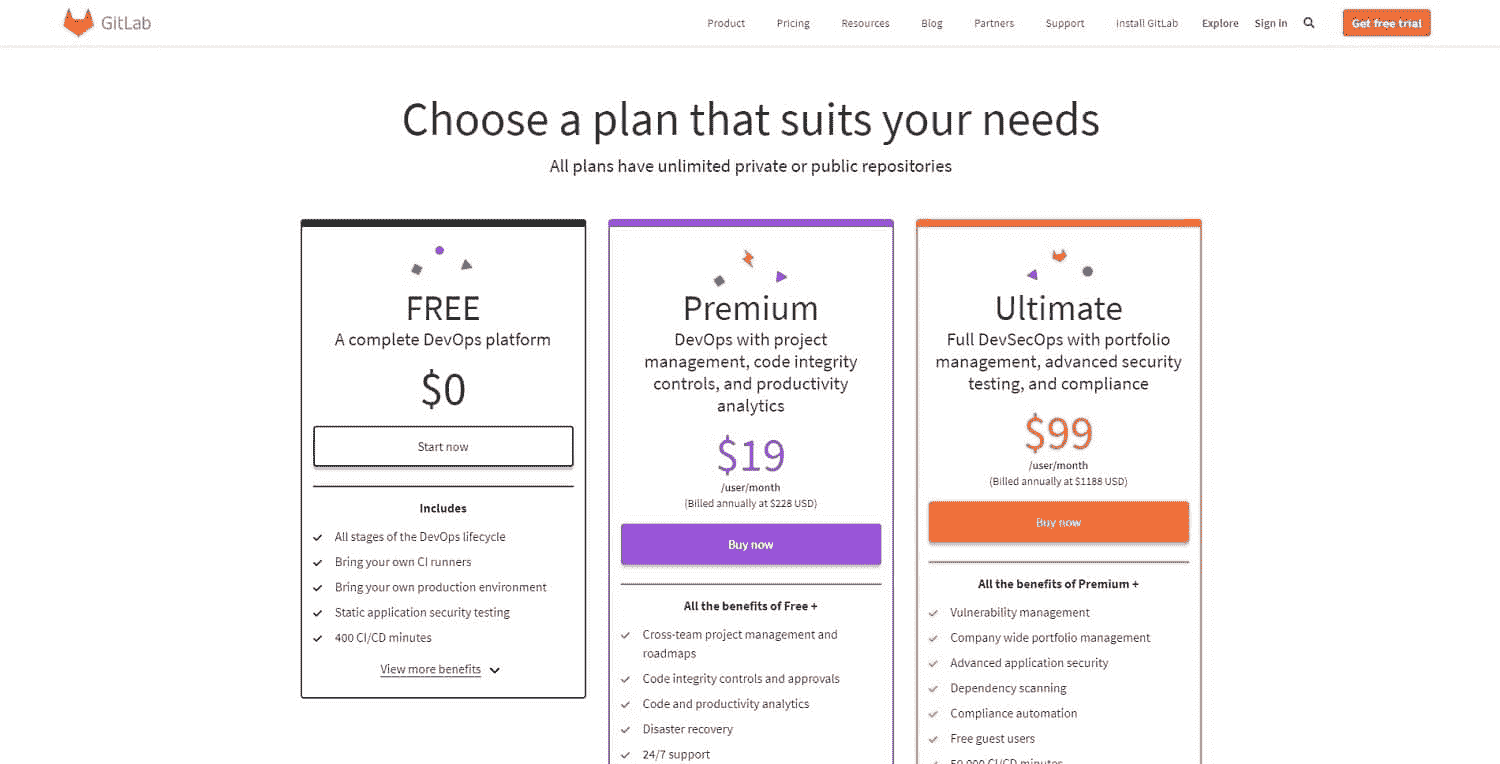 GitLab
Product Pricing Resources Blog Partners Support Install GitLab Explore Sign in Get free trial
Choose a plan that suits your needs
All plans have unlimited private or public repositories
FREE
A complete DevOps platform
$0
Start now
Includes
All stages of the DevOps lifecycle
Bring your own CI runners
Bring your own production environment
Static application security testing
400 CI/CD minutes
View more benefits
Premium
DevOps with project
management, code integrity
controls, and productivity
analytics
$19
/user/month
(Billed annually at $228 USD)
Buy now
All the benefits of Free +
Cross-team project management and
roadmaps
Code integrity controls and approvals
Code and productivity analytics
Disaster recovery
24/7 support
Ultimate
Full DevSecOps with portfolio
management, advanced security
testing, and compliance
$99
/user/month
(Billed annually at $1188 USD)
Buy now
All the benefits of Premium +
Vulnerability management
Company wide portfolio management
Advanced application security
Dependency scanning
Compliance automation
Free guest users
50,000 CI/CD minutes